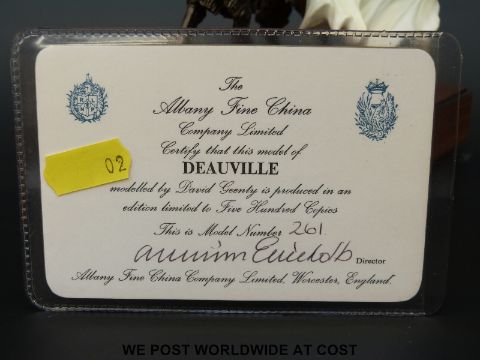 The
Albany Fine China
Company Limited
Certify that this model of
DEAUVILLE
modelled by David Geenty is produced in an
edition limited to Five Hundred Copies
This is Model Number 261
Director
Albany Fine China Company Limited, Worcester, England.
02
WE POST WORLDWIDE AT COST